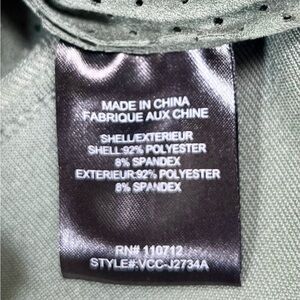 MADE IN CHINA
FABRIQUE AUX CHINE
SHELL/EXTERIEUR
SHELL:92% POLYESTER
8% SPANDEX
EXTERIEUR:92% POLYESTER
8% SPANDEX
RN# 110712
STYLE#:VCC-J2734A